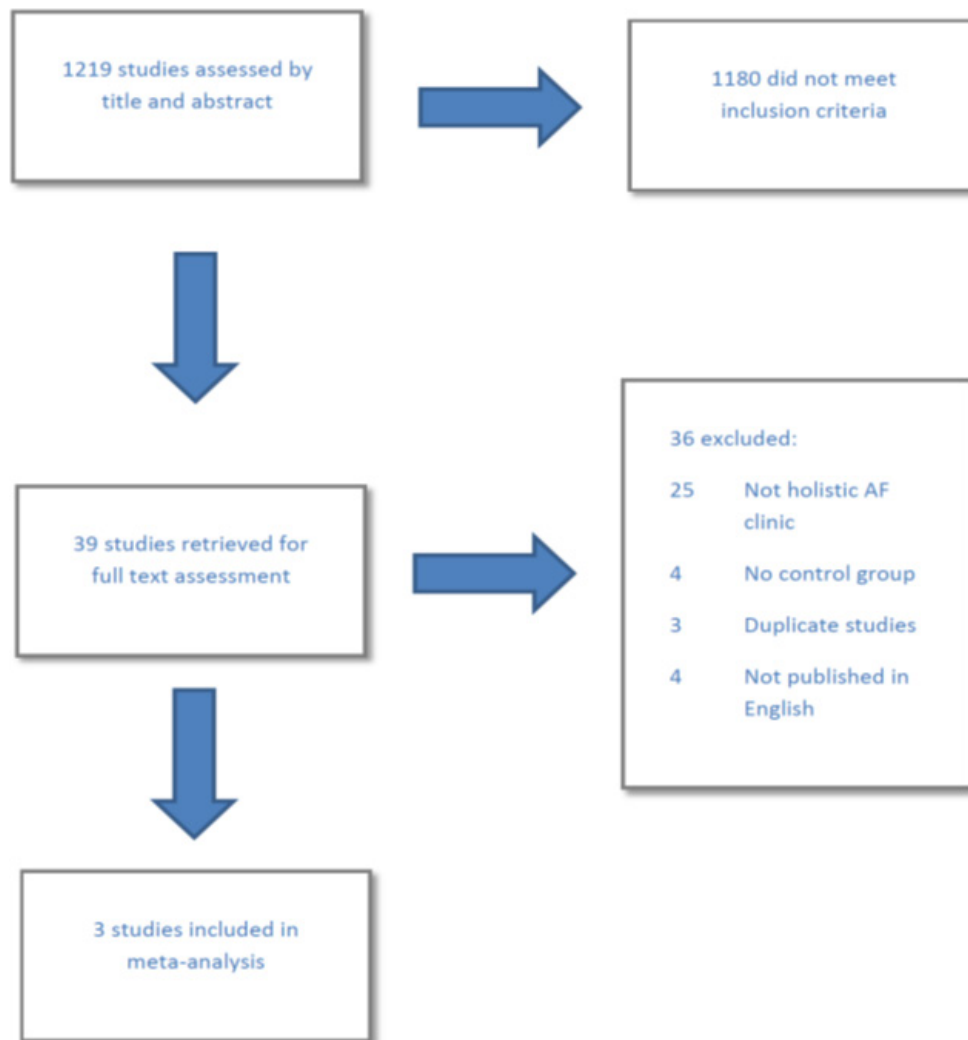 1219 studies assessed by
title and abstract
1180 did not meet
inclusion criteria
39 studies retrieved for
full text assessment
36 excluded:
25 Not holistic AF
clinic
4 No control group
3 Duplicate studies
4 Not published in
English
3 studies included in
meta-analysis